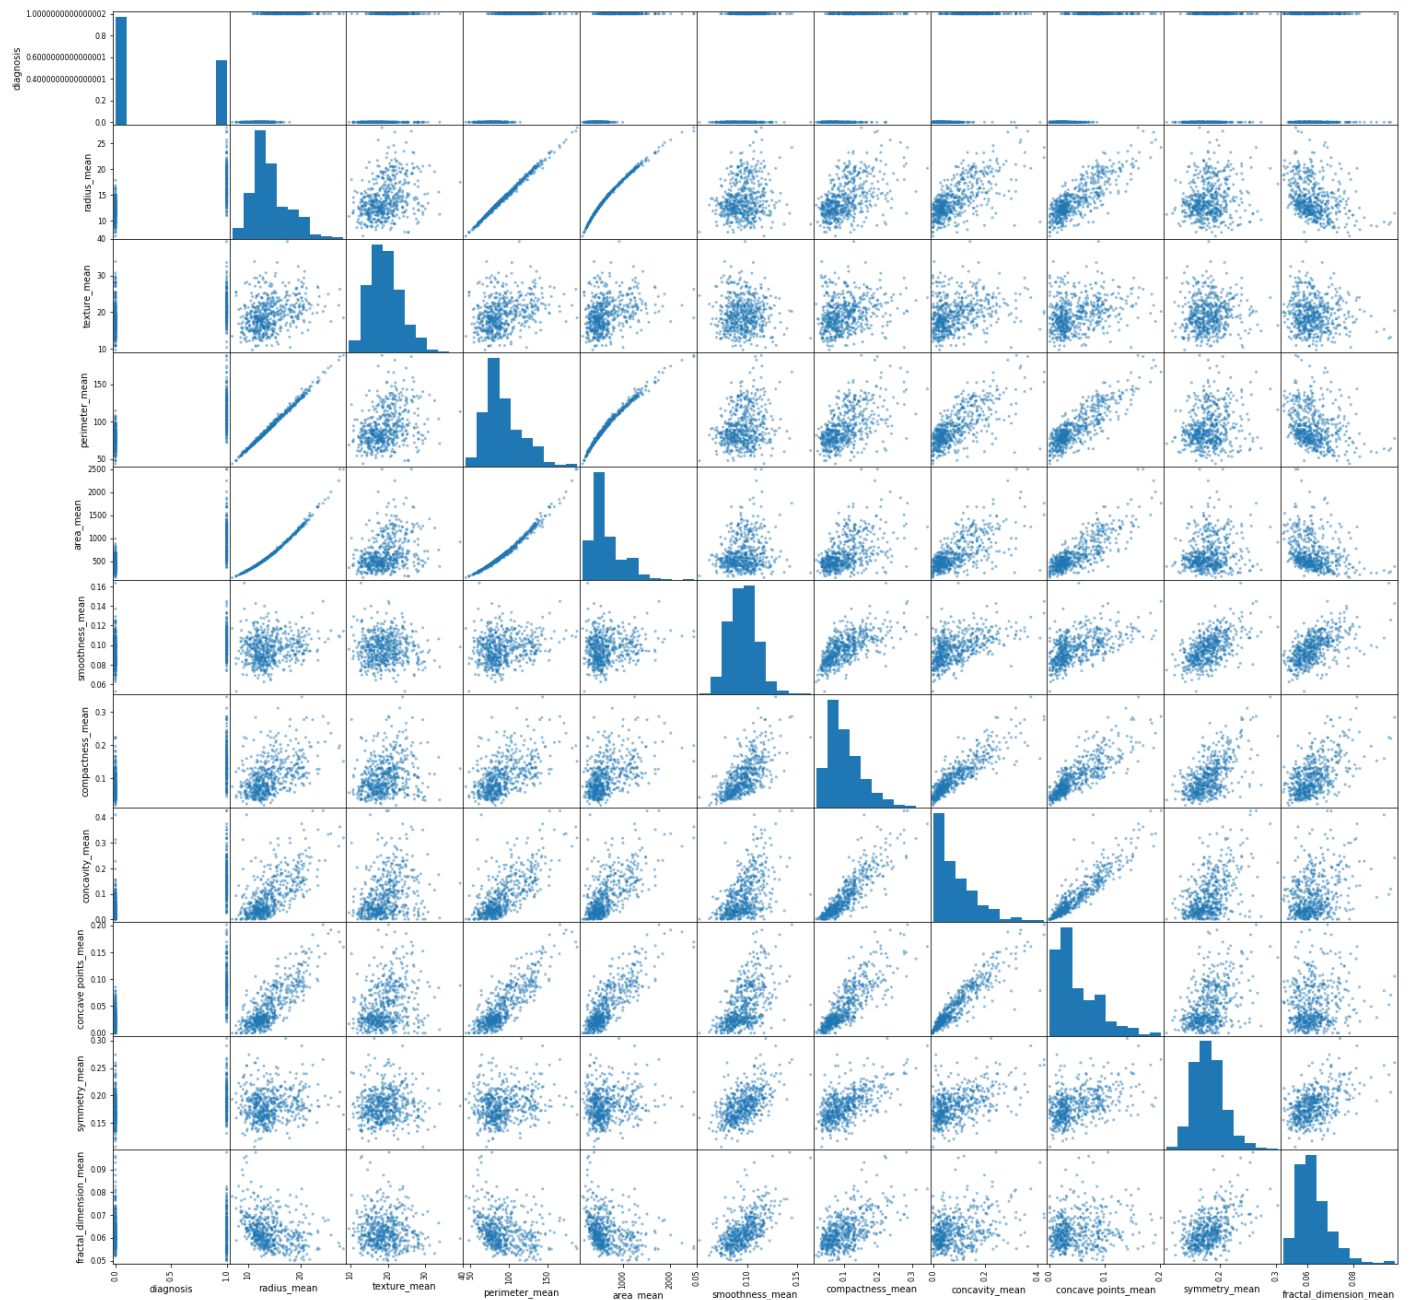 1.0000000000000002
0.8
0.6000000000000001
0.4000000000000001
0.2
0.0
diagnosis
25
20
15
10
radius_mean
40
30
20
10
texture_mean
150
100
50
perimeter_mean
2500
2000
1500
1000
500
area_mean
0.16
0.14
0.12
0.10
0.08
0.06
smoothness_mean
0.3
0.2
0.1
compactness_mean
0.4
0.3
0.2
0.1
0.0
concavity_mean
0.20
0.15
0.10
0.05
0.00
concave points_mean
0.30
0.25
0.20
0.15
symmetry_mean
0.09
0.08
0.07
0.06
0.05
fractal_dimension_mean
0.0 0.5 1.0
diagnosis
10 20
radius_mean
10 20 30 40
texture_mean
50 100 150
perimeter_mean
1000 2000
area_mean
0.05 0.10 0.15
smoothness_mean
0.1 0.2 0.3
compactness_mean
0.0 0.2 0.4
concavity_mean
0.0 0.1 0.2
concave points_mean
0.2 0.3
symmetry_mean
0.06 0.08
fractal_dimension_mean